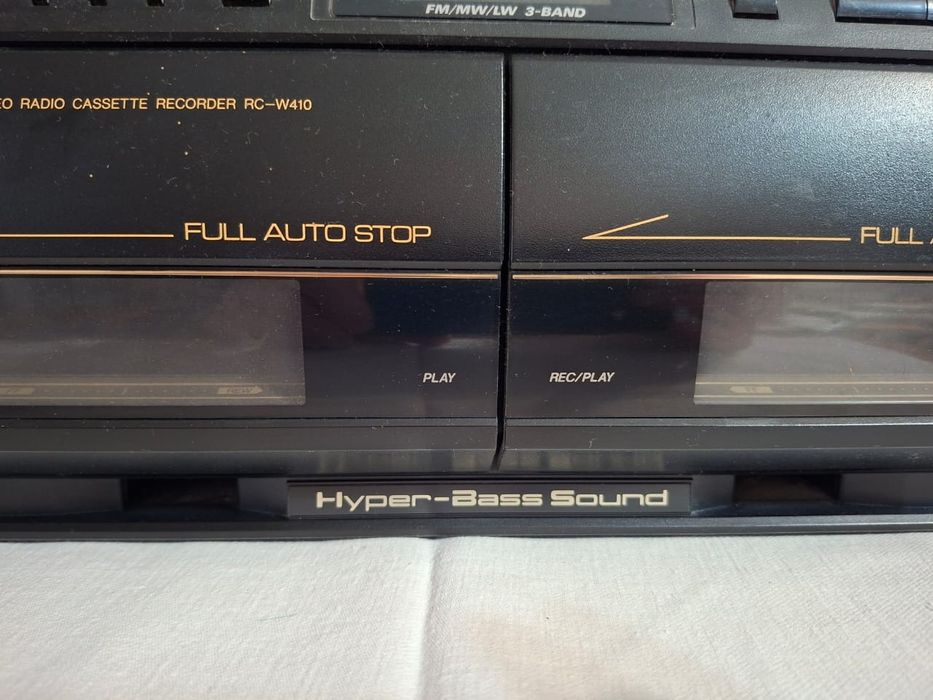 FM/MW/LW 3-BAND
EO RADIO CASSETTE RECORDER RC-W410
FULL AUTO STOP
FULL A
PLAY
REC/PLAY
REW
Hyper-Bass Sound